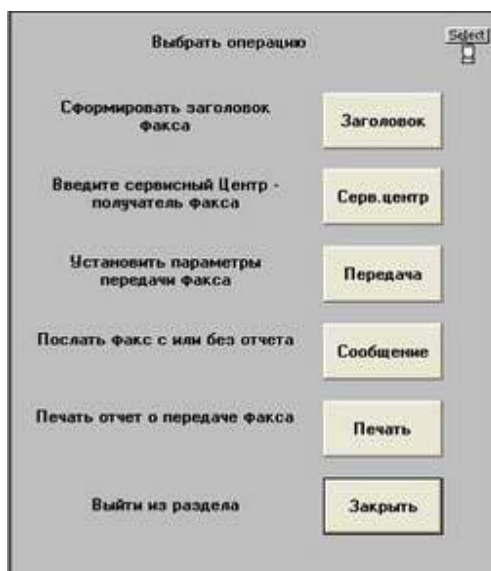 Выбрать операцию
Select
Сформировать заголовок
факса
Заголовок
Введите сервисный Центр -
получатель факса
Серв.центр
Установить параметры
передачи факса
Передача
Послать факс с или без отчета
Сообщение
Печать отчет о передаче факса
Печать
Выйти из раздела
Закрыть